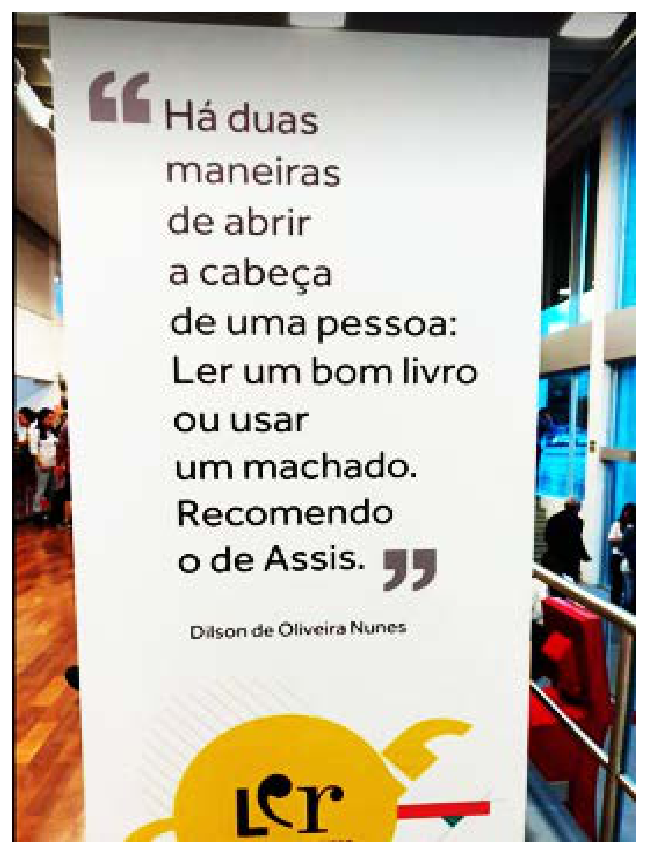 “ Há duas
maneiras
de abrir
a cabeça
de uma pessoa:
Ler um bom livro
ou usar
um machado.
Recomendo
o de Assis. ”
Dilson de Oliveira Nunes
Ler